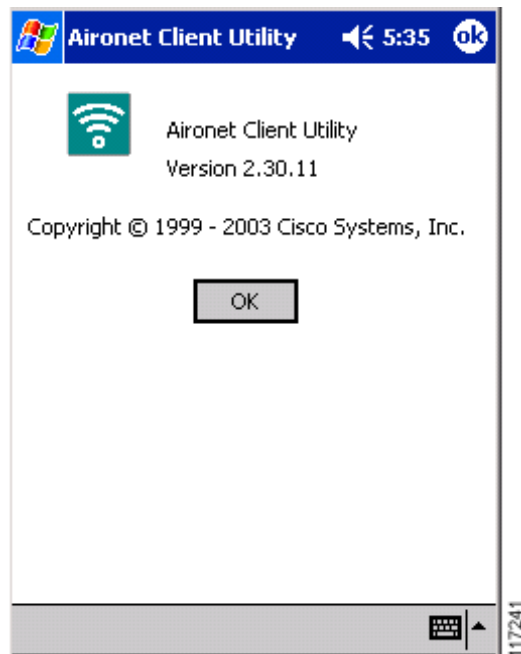 Aironet Client Utility 5:35 ok
Aironet Client Utility
Version 2.30.11
Copyright © 1999 - 2003 Cisco Systems, Inc.
OK
117241